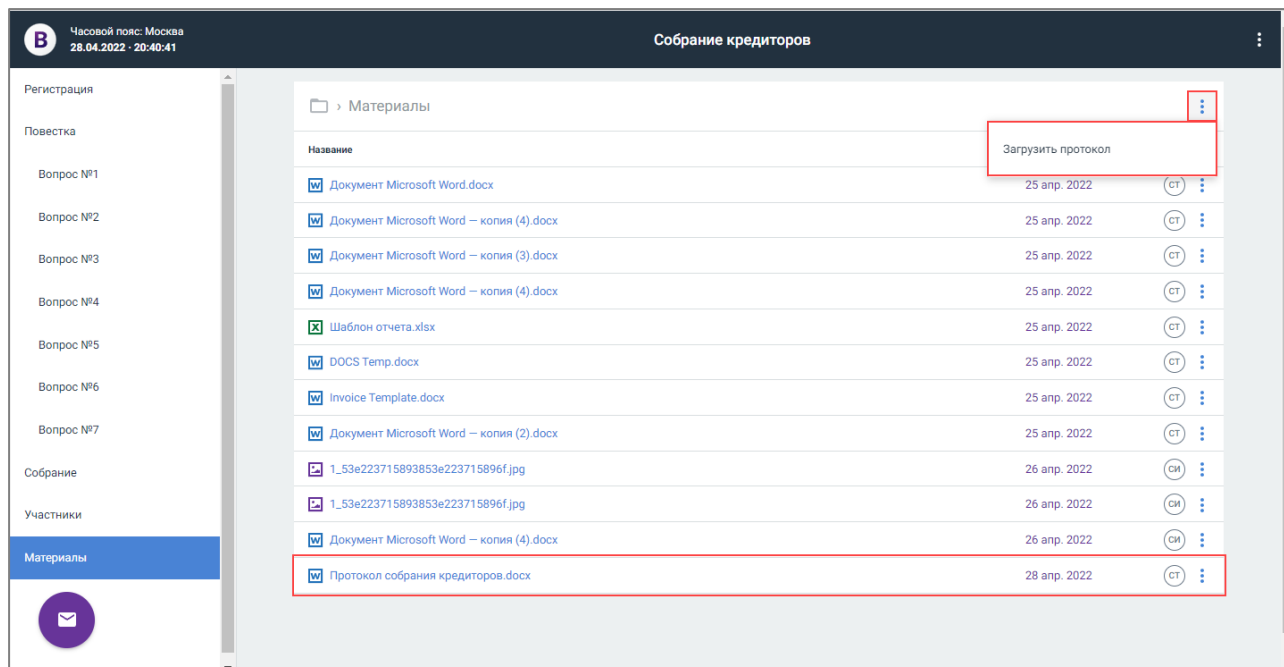 B
Часовой пояс: Москва
28.04.2022 · 20:40:41
Собрание кредиторов
Регистрация
Повестка
Вопрос №1
Вопрос №2
Вопрос №3
Вопрос №4
Вопрос №5
Вопрос №6
Вопрос №7
Собрание
Участники
Материалы
› Материалы
Загрузить протокол
Название
W Документ Microsoft Word.docx 25 апр. 2022 СТ
W Документ Microsoft Word — копия (4).docx 25 апр. 2022 СТ
W Документ Microsoft Word — копия (3).docx 25 апр. 2022 СТ
W Документ Microsoft Word — копия (4).docx 25 апр. 2022 СТ
X Шаблон отчета.xlsx 25 апр. 2022 СТ
W DOCS Temp.docx 25 апр. 2022 СТ
W Invoice Template.docx 25 апр. 2022 СТ
W Документ Microsoft Word — копия (2).docx 25 апр. 2022 СТ
1_53e223715893853e223715896f.jpg 26 апр. 2022 СИ
1_53e223715893853e223715896f.jpg 26 апр. 2022 СИ
W Документ Microsoft Word — копия (4).docx 26 апр. 2022 СИ
W Протокол собрания кредиторов.docx 28 апр. 2022 СТ